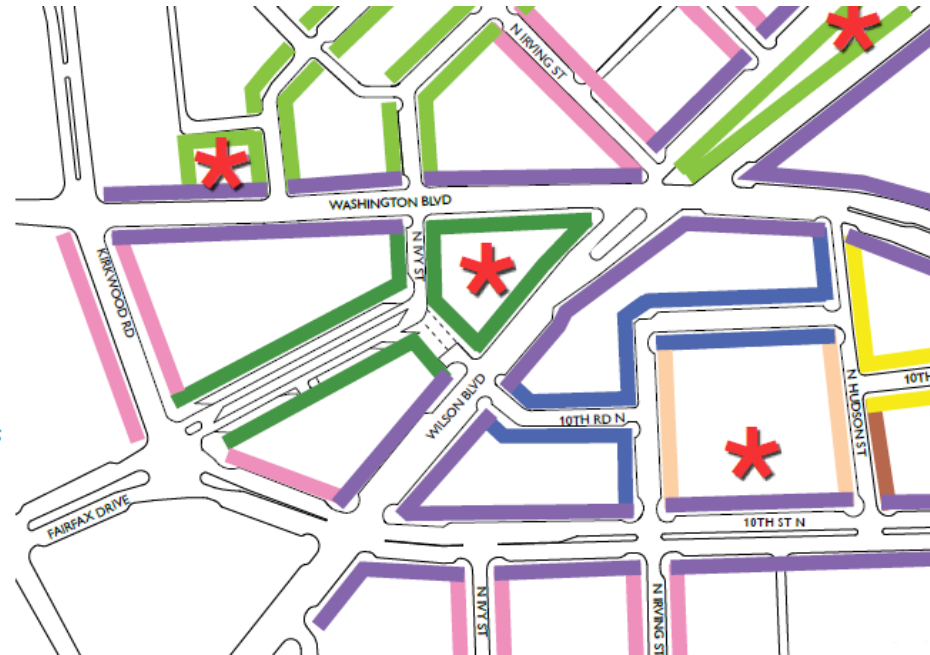 N IRVING ST
WASHINGTON BLVD
N IVY ST
KIRKWOOD RD
WILSON BLVD
10TH
N HUDSON ST
10TH RD N
FAIRFAX DRIVE
10TH ST N
N IVY ST
N IRVING ST